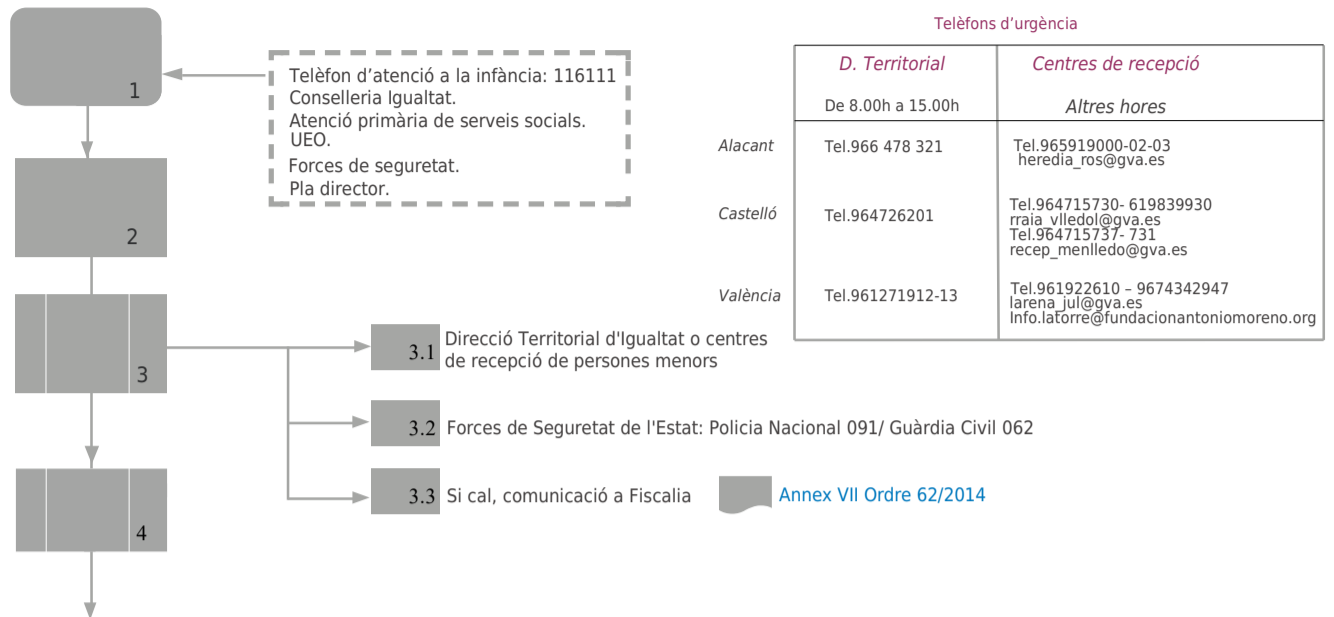 1
Telèfon d'atenció a la infància: 116111
Conselleria Igualtat.
Atenció primària de serveis socials.
UEO.
Forces de seguretat.
Pla director.
Telèfons d'urgència
D. Territorial
Centres de recepció
De 8.00h a 15.00h
Altres hores
Alacant
Tel.966 478 321
Tel.965919000-02-03
heredia_ros@gva.es
Castelló
Tel.964726201
Tel.964715730- 619839930
rraia_vlledol@gva.es
Tel.964715737- 731
recep_menlledo@gva.es
València
Tel.961271912-13
Tel.961922610 – 9674342947
larena_jul@gva.es
Info.latorre@fundacionantoniomoreno.org
2
3
3.1
Direcció Territorial d'Igualtat o centres
de recepció de persones menors
3.2
Forces de Seguretat de l'Estat: Policia Nacional 091/ Guàrdia Civil 062
3.3
Si cal, comunicació a Fiscalia
Annex VII Ordre 62/2014
4